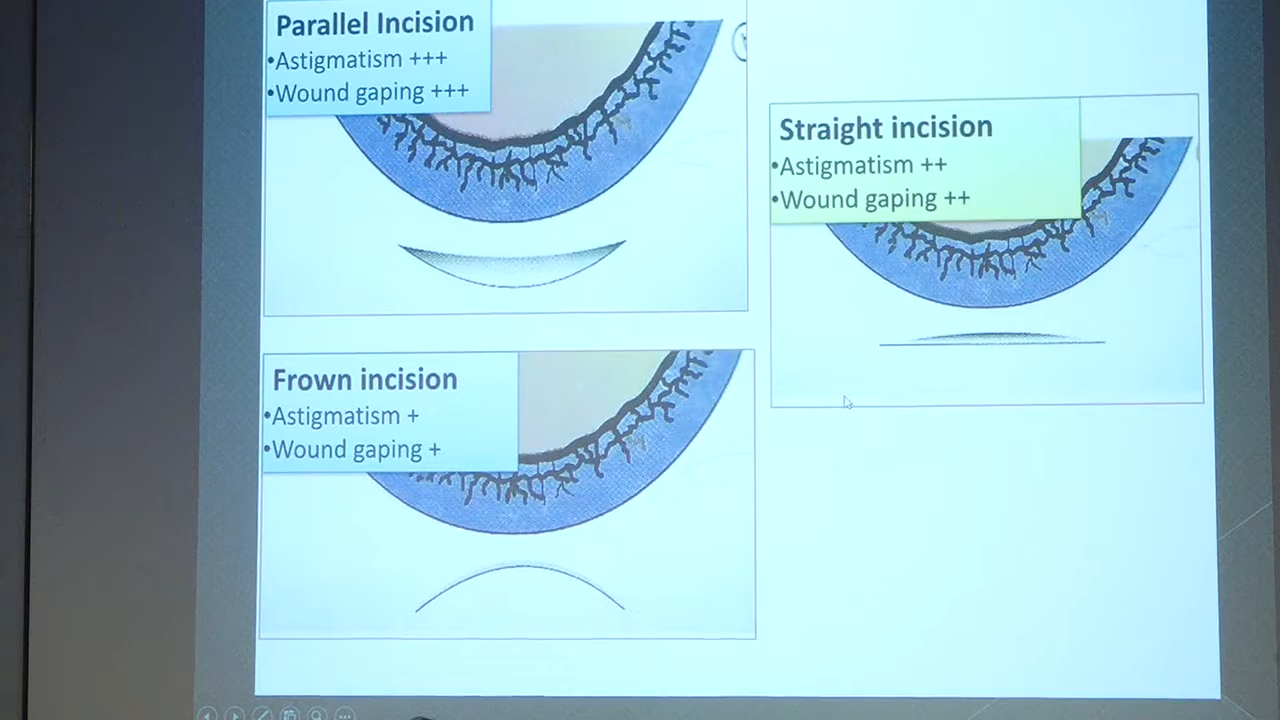 Parallel Incision
•Astigmatism +++
•Wound gaping +++
Straight incision
•Astigmatism ++
•Wound gaping ++
Frown incision
•Astigmatism +
•Wound gaping +